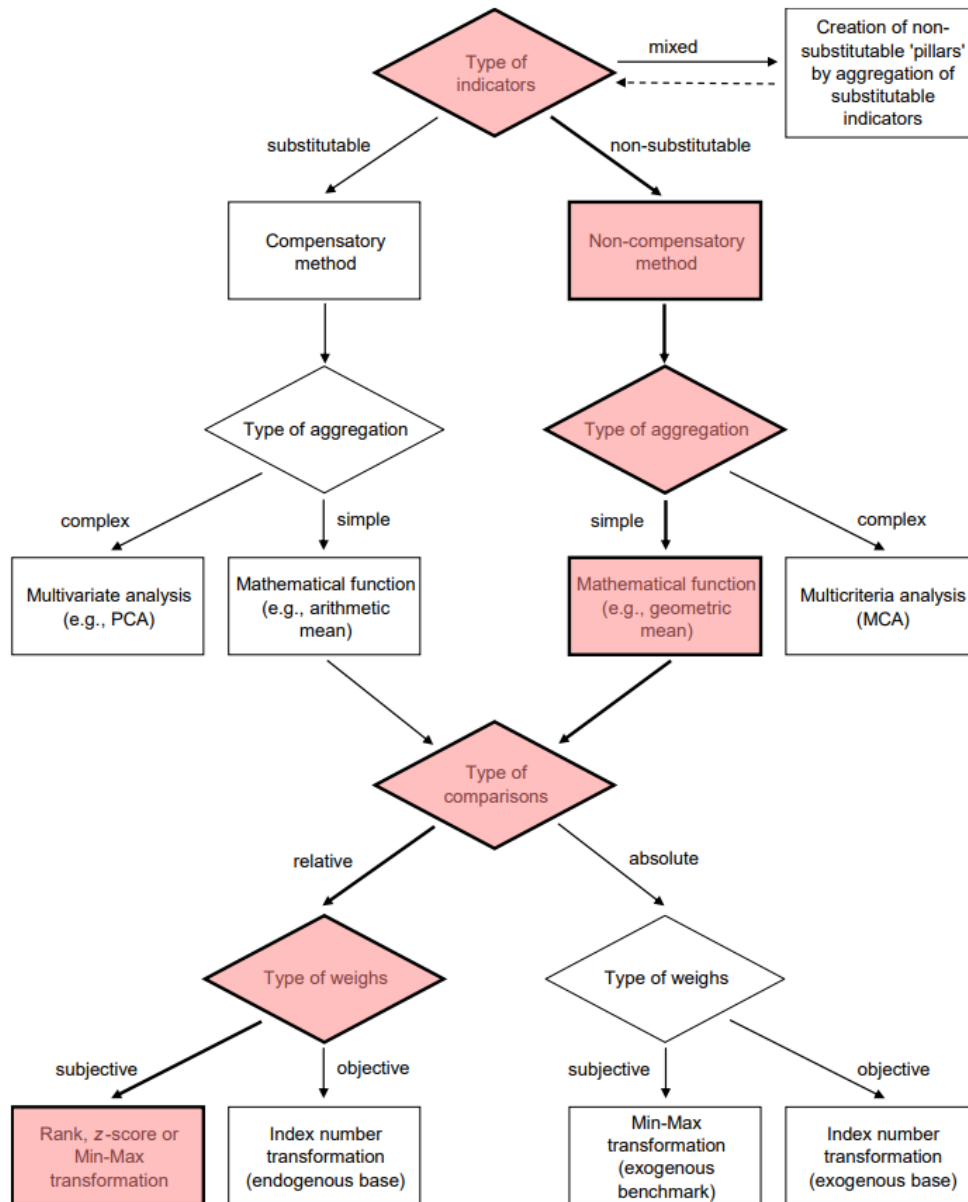 Type of
indicators
mixed
Creation of non-
substitutable 'pillars'
by aggregation of
substitutable
indicators
substitutable
non-substitutable
Compensatory
method
Non-compensatory
method
Type of aggregation
Type of aggregation
complex
simple
simple
complex
Multivariate analysis
(e.g., PCA)
Mathematical function
(e.g., arithmetic
mean)
Mathematical function
(e.g., geometric
mean)
Multicriteria analysis
(MCA)
Type of
comparisons
relative
absolute
Type of weighs
Type of weighs
subjective
objective
subjective
objective
Rank, z-score or
Min-Max
transformation
Index number
transformation
(endogenous base)
Min-Max
transformation
(exogenous
benchmark)
Index number
transformation
(exogenous base)